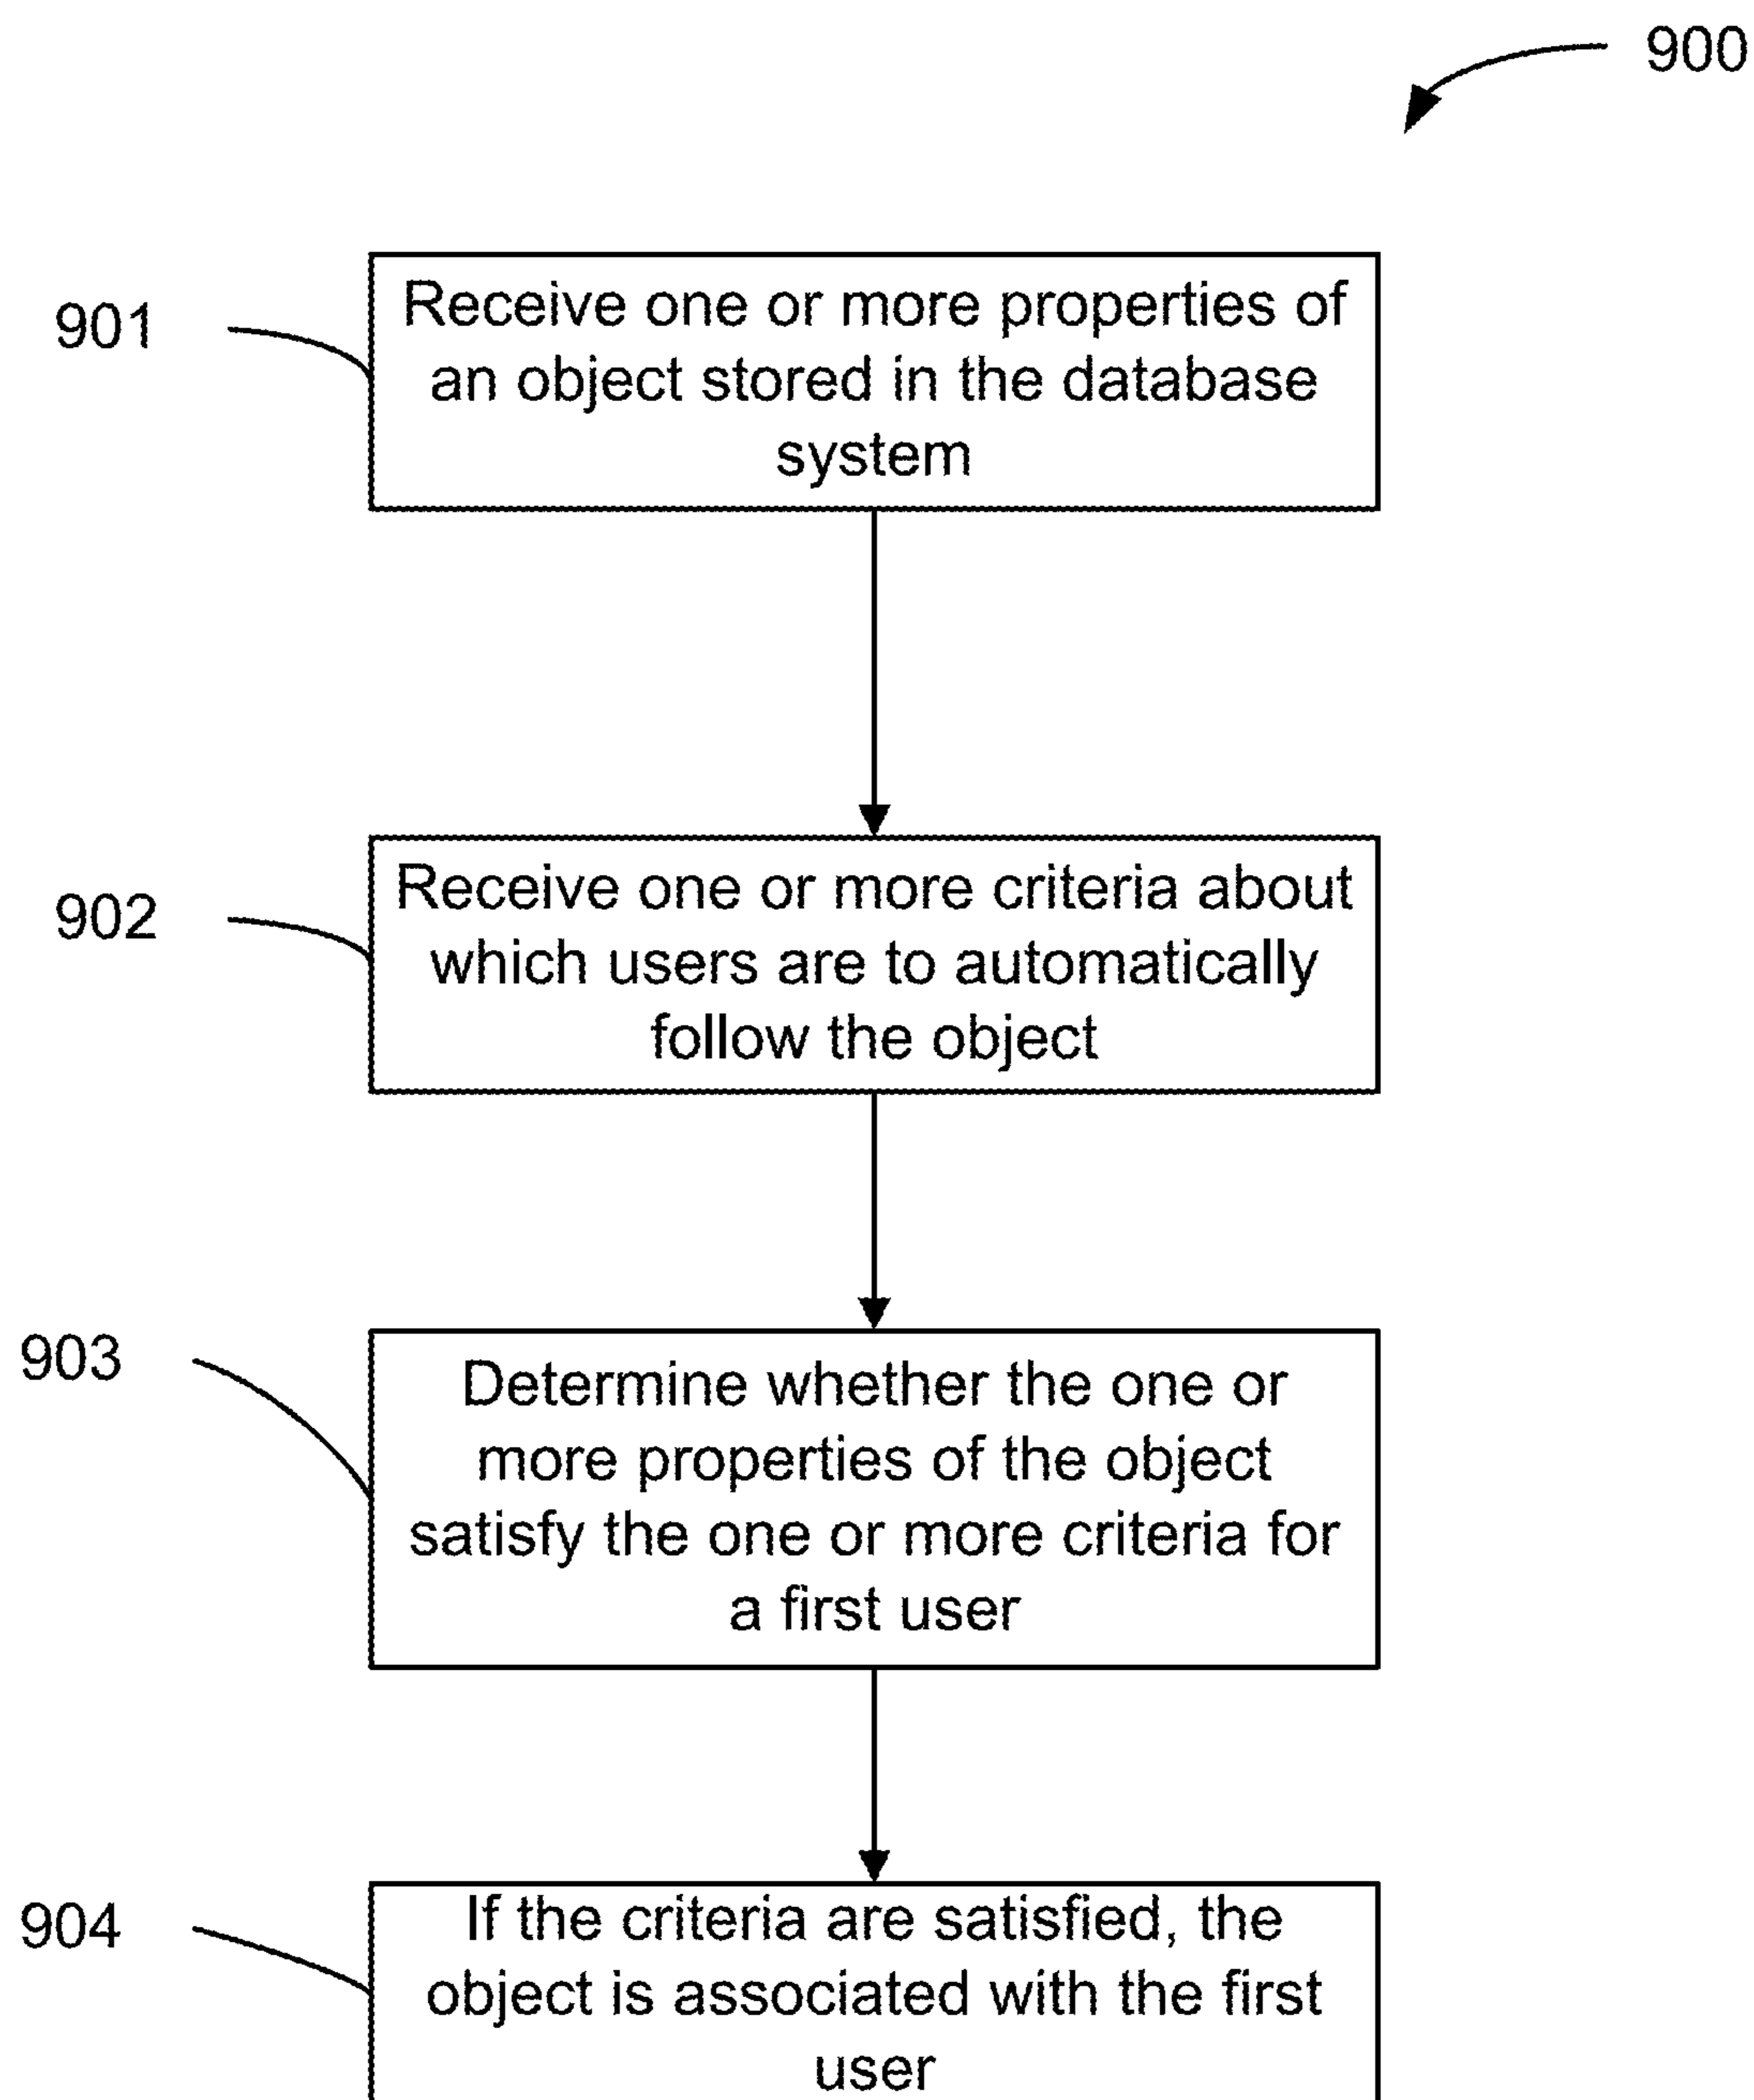 900
901
Receive one or more properties of
an object stored in the database
system
902
Receive one or more criteria about
which users are to automatically
follow the object
903
Determine whether the one or
more properties of the object
satisfy the one or more criteria for
a first user
904
If the criteria are satisfied, the
object is associated with the first
user